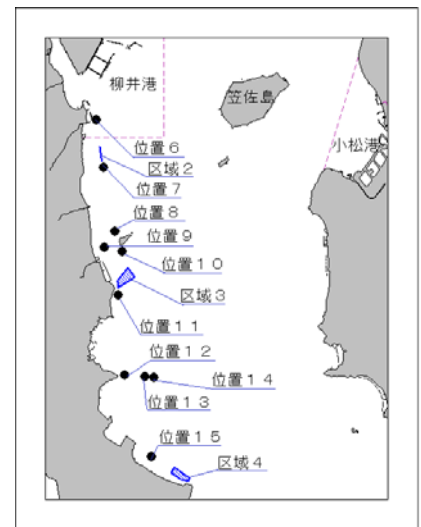 柳井港
笠佐島
小松港
位置６
区域２
位置７
位置８
位置９
位置１０
区域３
位置１１
位置１２
位置１４
位置１３
位置１５
区域４